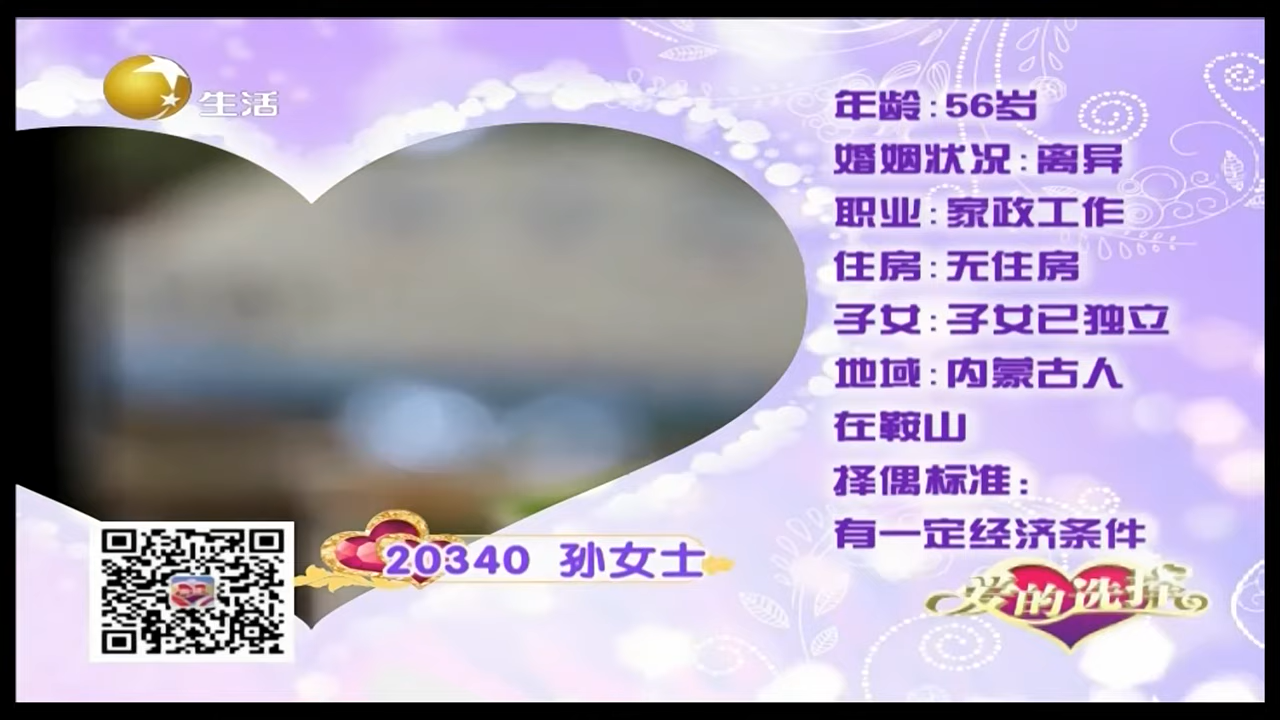 生活
年龄:56岁
婚姻状况:离异
职业:家政工作
住房:无住房
子女:子女已独立
地域:内蒙古人
在鞍山
择偶标准:
有一定经济条件
20340 孙女士
爱的选择